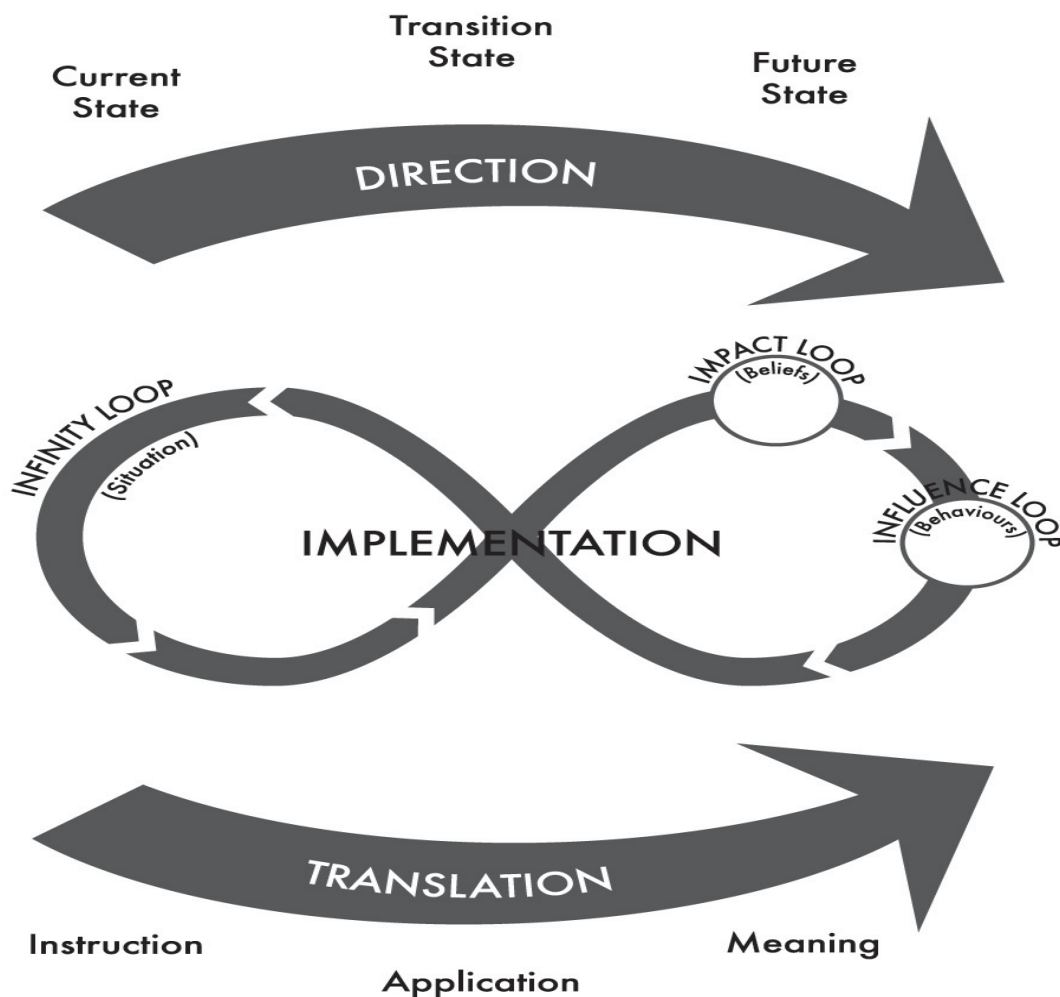 Transition
State
Current
State
Future
State
DIRECTION
IMPACT LOOP
(Beliefs)
INFINITY LOOP
(Situation)
INFLUENCE LOOP
(Behaviours)
IMPLEMENTATION
TRANSLATION
Instruction
Application
Meaning